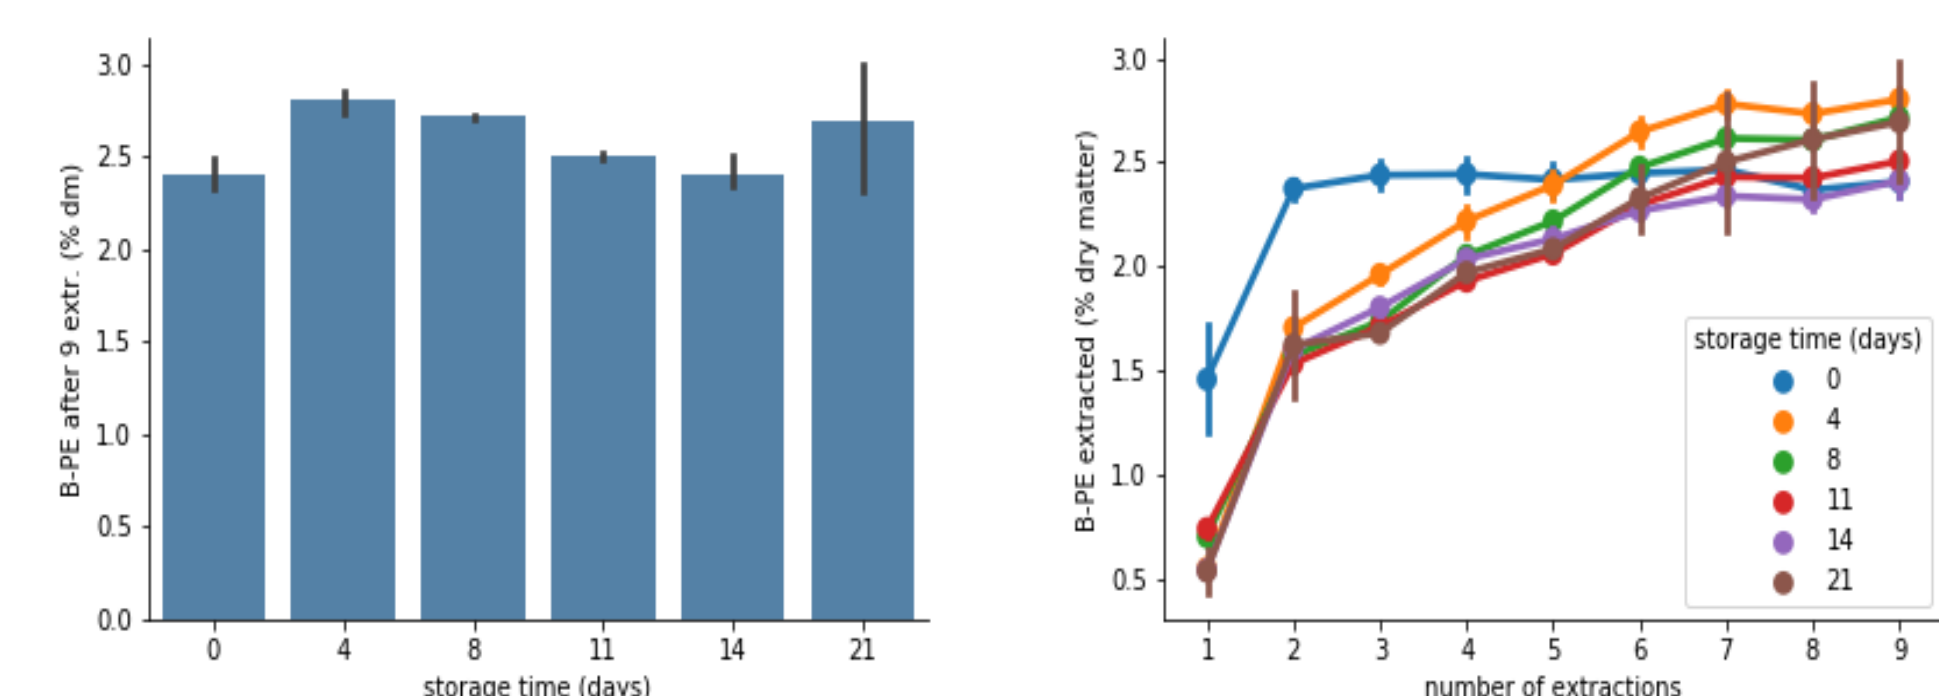 B-PE after 9 extr. (% dm)
3.0
2.5
2.0
1.5
1.0
0.5
0.0
0 4 8 11 14 21
storage time (days)
B-PE extracted (% dry matter)
3.0
2.5
2.0
1.5
1.0
0.5
1 2 3 4 5 6 7 8 9
number of extractions
storage time (days)
0
4
8
11
14
21